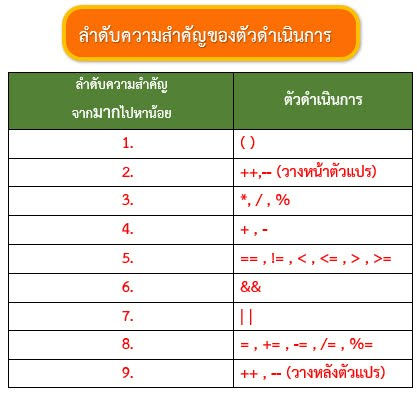 ลำดับความสำคัญของตัวดำเนินการ
ลำดับความสำคัญ
จากมากไปหาน้อย
ตัวดำเนินการ
1. ( )
2. ++,-- (วางหน้าตัวแปร)
3. *, / , %
4. + , -
5. == , != , < , <= , > , >=
6. &&
7. | |
8. = , += , -= , /= , %=
9. ++ , -- (วางหลังตัวแปร)